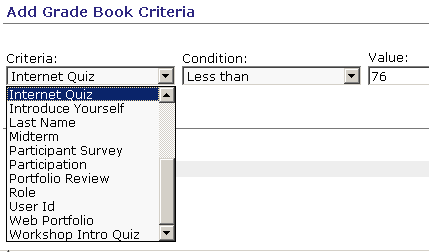 Add Grade Book Criteria
Criteria: Condition: Value:
Internet Quiz Less than 76
Internet Quiz
Introduce Yourself
Last Name
Midterm
Participant Survey
Participation
Portfolio Review
Role
User Id
Web Portfolio
Workshop Intro Quiz